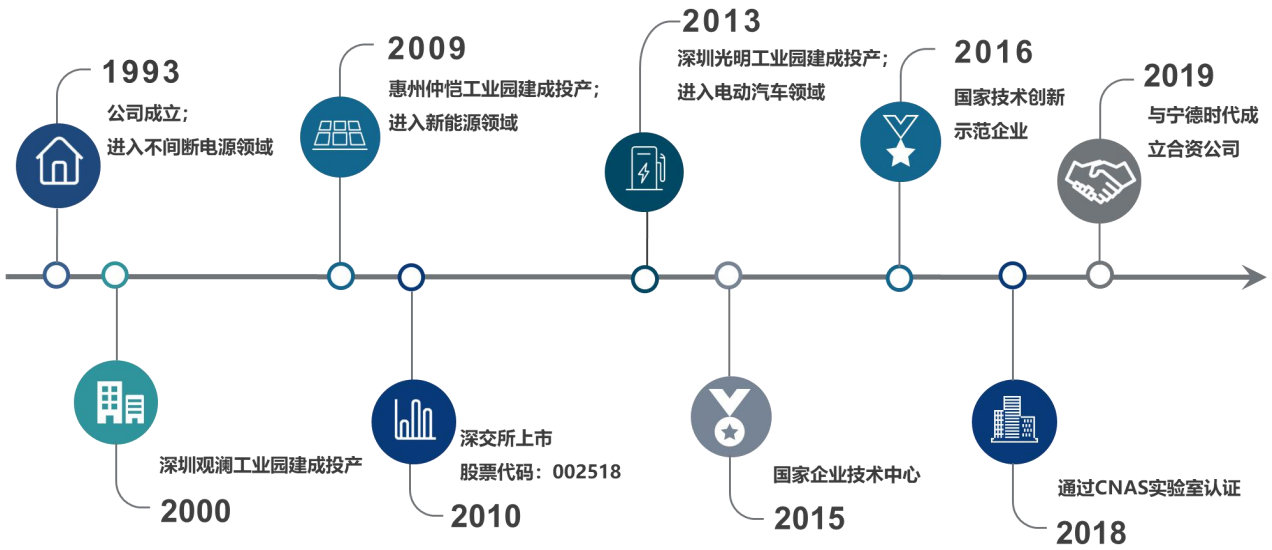 1993
公司成立；
进入不间断电源领域
2009
惠州仲恺工业园建成投产；
进入新能源领域
2013
深圳光明工业园建成投产；
进入电动汽车领域
2016
国家技术创新
示范企业
2019
与宁德时代成
立合资公司
深圳观澜工业园建成投产
2000
深交所上市
股票代码：002518
2010
国家企业技术中心
2015
通过CNAS实验室认证
2018